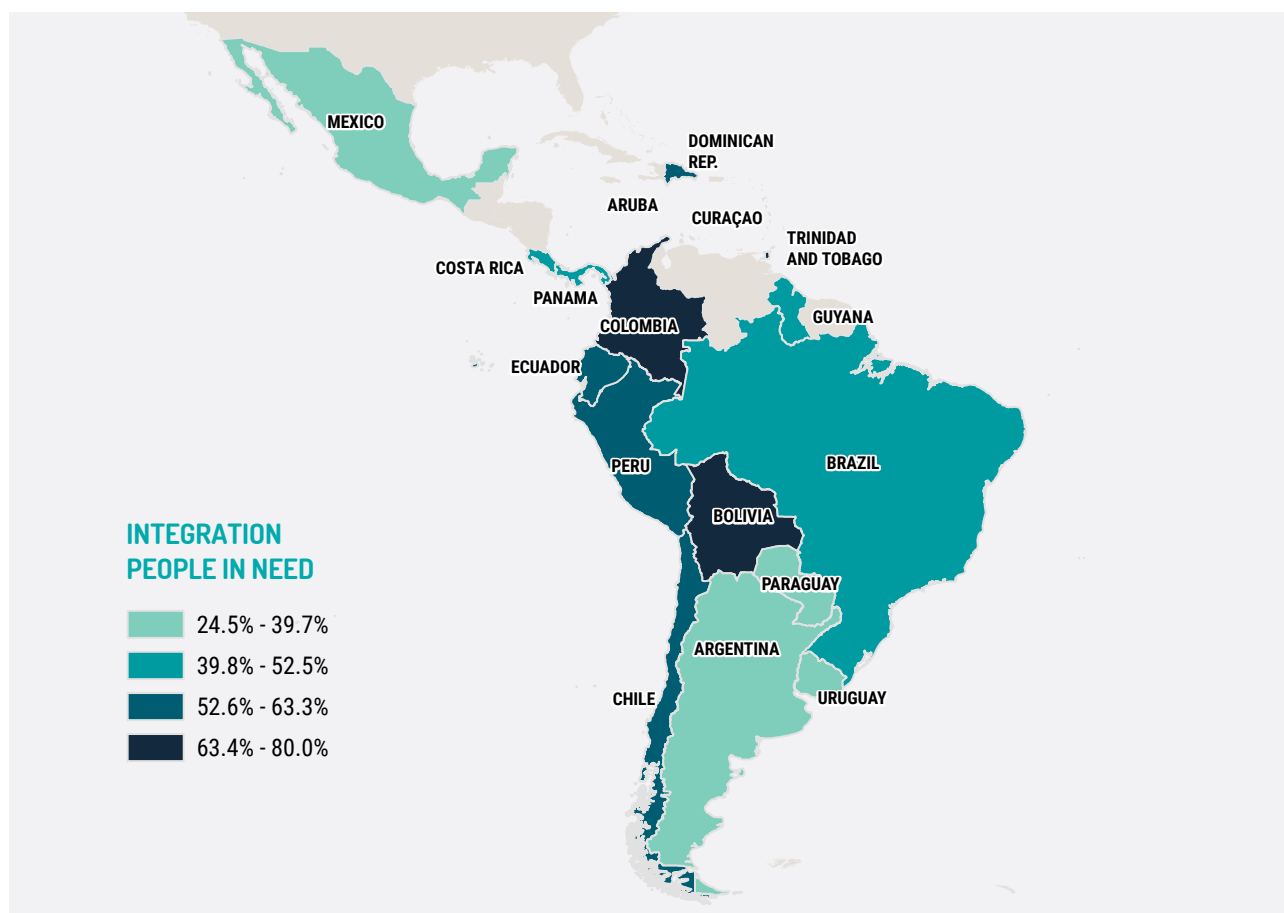 MEXICO
DOMINICAN
REP.
ARUBA
CURAÇAO
TRINIDAD
AND TOBAGO
COSTA RICA
PANAMA
GUYANA
COLOMBIA
ECUADOR
PERU
BRAZIL
BOLIVIA
PARAGUAY
ARGENTINA
CHILE
URUGUAY
INTEGRATION
PEOPLE IN NEED
24.5% - 39.7%
39.8% - 52.5%
52.6% - 63.3%
63.4% - 80.0%